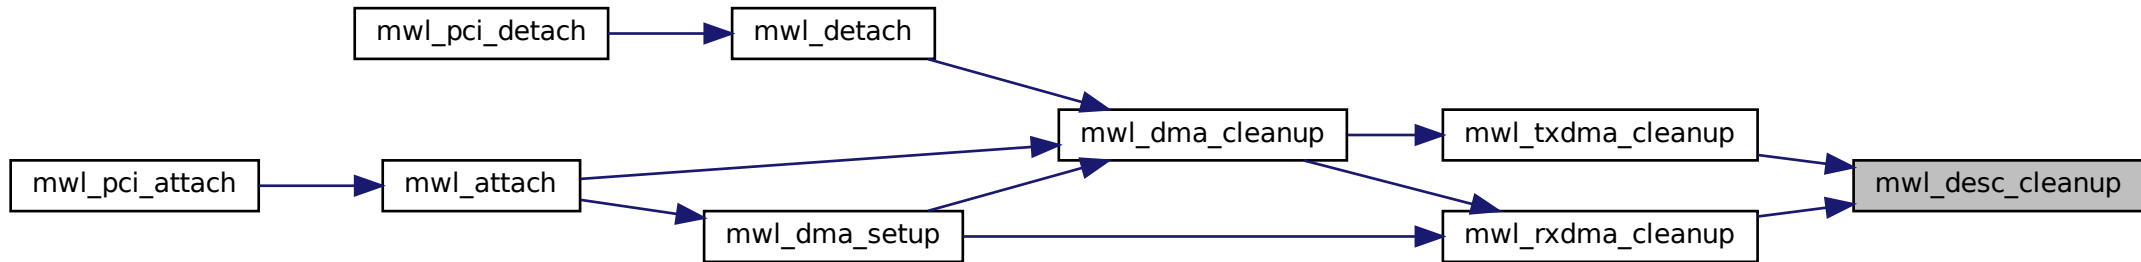 mwl_pci_detach
mwl_detach
mwl_dma_cleanup
mwl_txdma_cleanup
mwl_pci_attach
mwl_attach
mwl_desc_cleanup
mwl_dma_setup
mwl_rxdma_cleanup